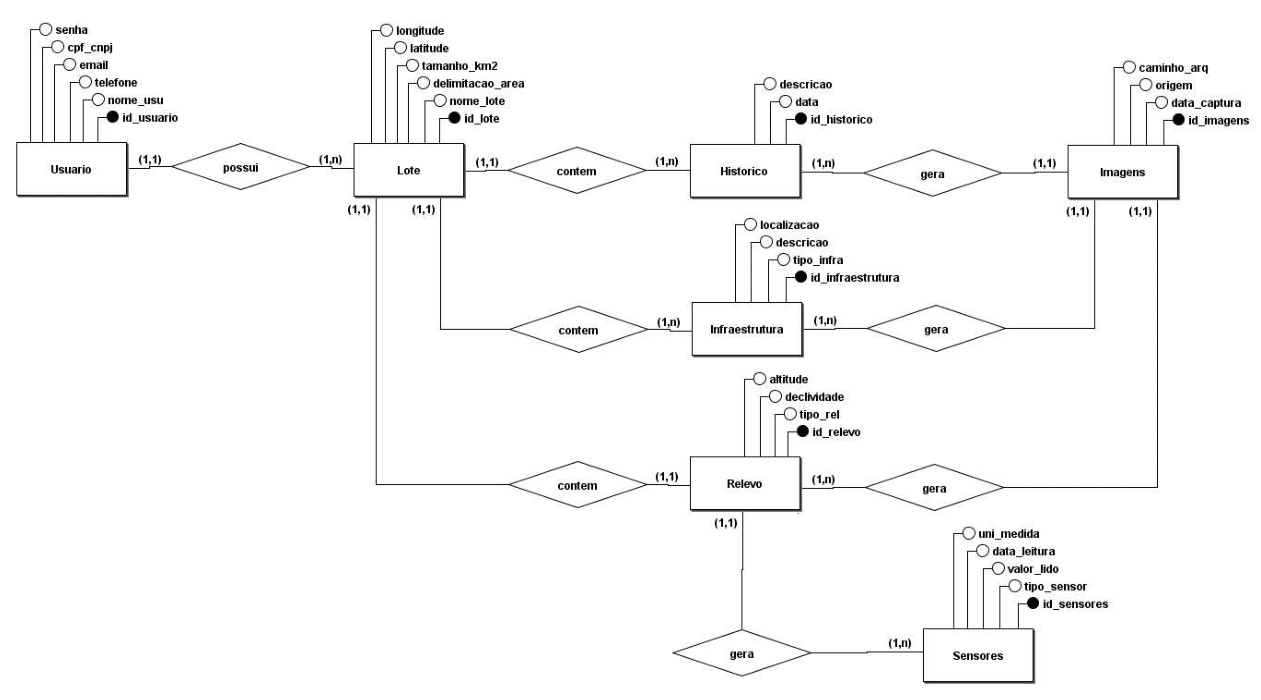 senha
cpf_cnpj
email
telefone
nome_usu
id_usuario
Usuario
(1,1)
possui
(1,n)
longitude
latitude
tamanho_km2
delimitacao_area
nome_lote
id_lote
Lote
(1,1)
contem
(1,n)
descricao
data
id_historico
Historico
(1,n)
gera
(1,1)
caminho_arq
origem
data_captura
id_imagens
Imagens
(1,1)
(1,1)
(1,1)
(1,1)
localizacao
descricao
tipo_infra
id_infraestrutura
contem
(1,n)
Infraestrutura
(1,n)
gera
altitude
declividade
tipo_rel
id_relevo
contem
(1,1)
Relevo
(1,n)
gera
(1,1)
uni_medida
data_leitura
valor_lido
tipo_sensor
id_sensores
gera
(1,n)
Sensores